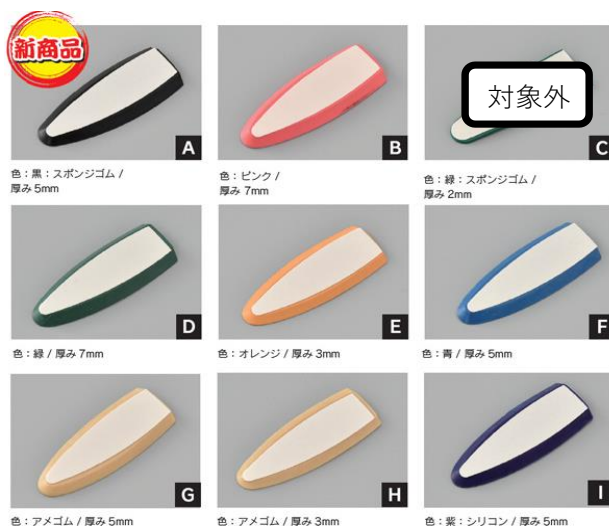 新商品
A
色：黒：スポンジゴム /
厚み 5mm
B
色：ピンク /
厚み 7mm
対象外
C
色：緑：スポンジゴム /
厚み 2mm
D
色：緑 / 厚み 7mm
E
色：オレンジ / 厚み 3mm
F
色：青 / 厚み 5mm
G
色：アメゴム / 厚み 5mm
H
色：アメゴム / 厚み 3mm
I
色：紫：シリコン / 厚み 5mm